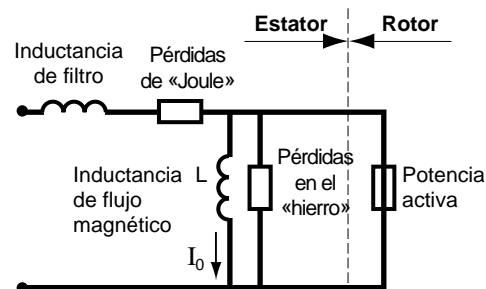 Estator
Rotor
Inductancia
de filtro
Pérdidas
de «Joule»
Inductancia
de flujo
magnético
L
Pérdidas
en el
«hierro»
Potencia
activa
I0